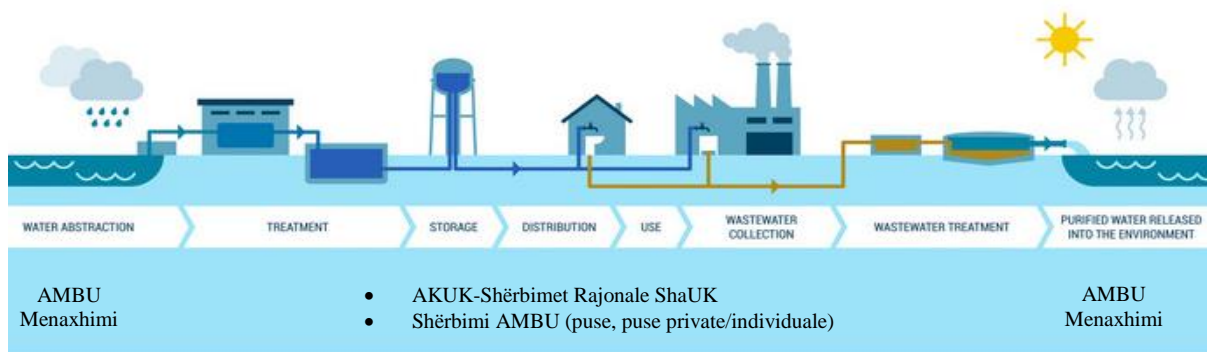 WATER ABSTRACTION
TREATMENT
STORAGE
DISTRIBUTION
USE
WASTEWATER
COLLECTION
WASTEWATER TREATMENT
PURIFIED WATER RELEASED
INTO THE ENVIRONMENT
AMBU
Menaxhimi
• AKUK-Shërbimet Rajonale ShaUK
• Shërbimi AMBU (puse, puse private/individuale)
AMBU
Menaxhimi